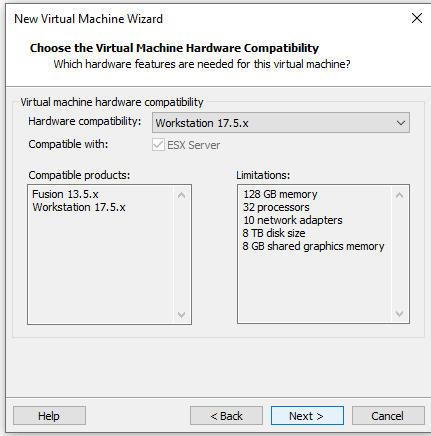 New Virtual Machine Wizard
Choose the Virtual Machine Hardware Compatibility
Which hardware features are needed for this virtual machine?
Virtual machine hardware compatibility
Hardware compatibility: Workstation 17.5.x
Compatible with: ESX Server
Compatible products:
Fusion 13.5.x
Workstation 17.5.x
Limitations:
128 GB memory
32 processors
10 network adapters
8 TB disk size
8 GB shared graphics memory
Help
< Back
Next >
Cancel